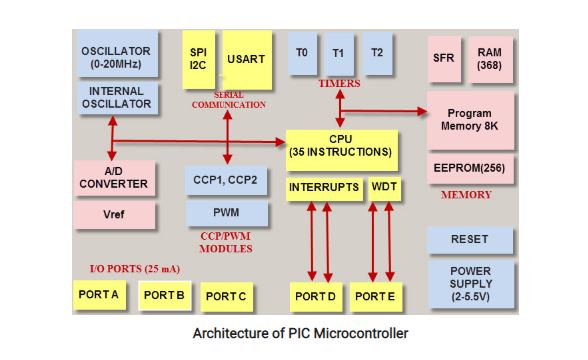 OSCILLATOR
(0-20MHz)
INTERNAL
OSCILLATOR
SPI
I2C
USART
SERIAL
COMMUNICATION
T0
T1
T2
TIMERS
SFR
RAM
(368)
Program
Memory 8K
EEPROM(256)
MEMORY
CPU
(35 INSTRUCTIONS)
INTERRUPTS
WDT
A/D
CONVERTER
Vref
CCP1, CCP2
PWM
CCP/PWM
MODULES
RESET
POWER
SUPPLY
(2-5.5V)
I/O PORTS (25 mA)
PORT A
PORT B
PORT C
PORT D
PORT E
Architecture of PIC Microcontroller